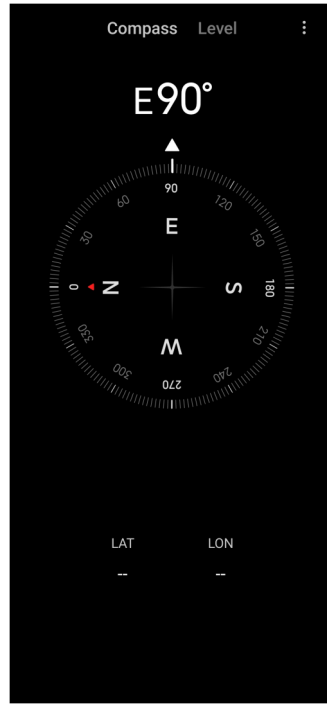 Compass Level
E90°
90
60 120
E
30 150
0 N S 180
330 210
W
300 240
270
LAT LON
-- --